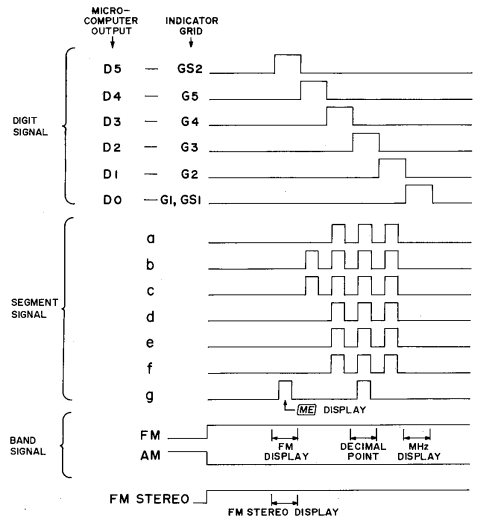 MICRO-
COMPUTER
OUTPUT
INDICATOR
GRID
DIGIT
SIGNAL
D5 — GS2
D4 — G5
D3 — G4
D2 — G3
D1 — G2
D0 — G1, GS1
SEGMENT
SIGNAL
a
b
c
d
e
f
g
ME DISPLAY
BAND
SIGNAL
FM
AM
FM
DISPLAY
DECIMAL
POINT
MHz
DISPLAY
FM STEREO
FM STEREO DISPLAY